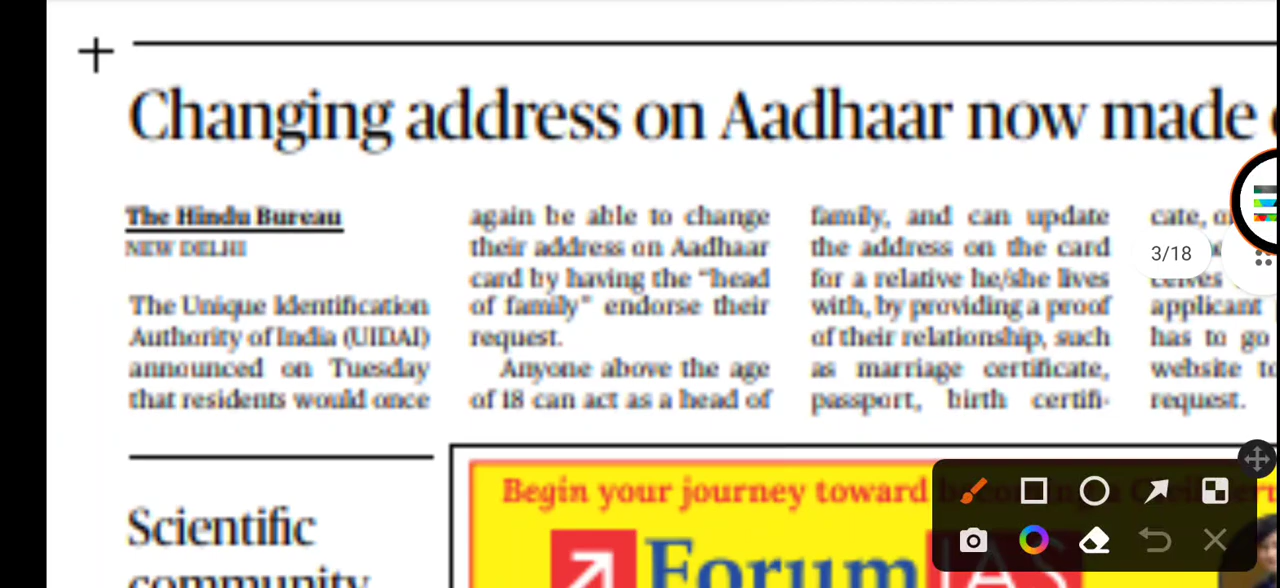 Changing address on Aadhaar now made
The Hindu Bureau
NEW DELHI
The Unique Identification
Authority of India (UIDAI)
announced on Tuesday
that residents would once
again be able to change
their address on Aadhaar
card by having the "head
of family" endorse their
request.
Anyone above the age
of 18 can act as a head of
family, and can update
the address on the card
for a relative he/she lives
with, by providing a proof
of their relationship, such
as marriage certificate,
passport, birth certifi-
cate,
applicant
has to go
website to
request.
3/18
Scientific
community
Begin your journey toward
ForumIAS